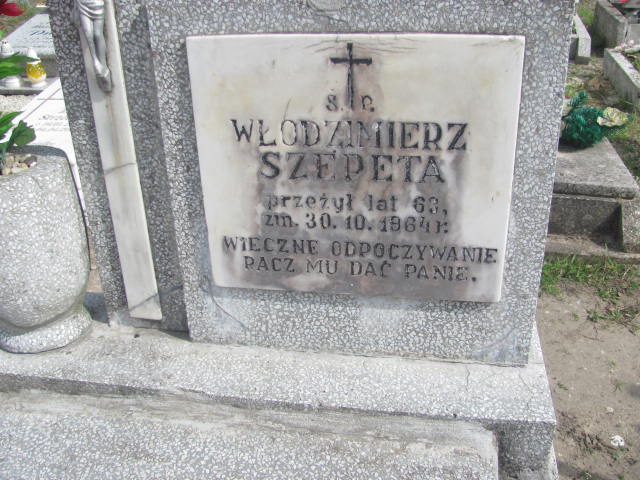 Ś. P.
WŁODZIMIERZ
SZEPETA
przeżył lat 63,
zm. 30.10.1964 r.
WIECZNE ODPOCZYWANIE
RACZ MU DAĆ PANIE.